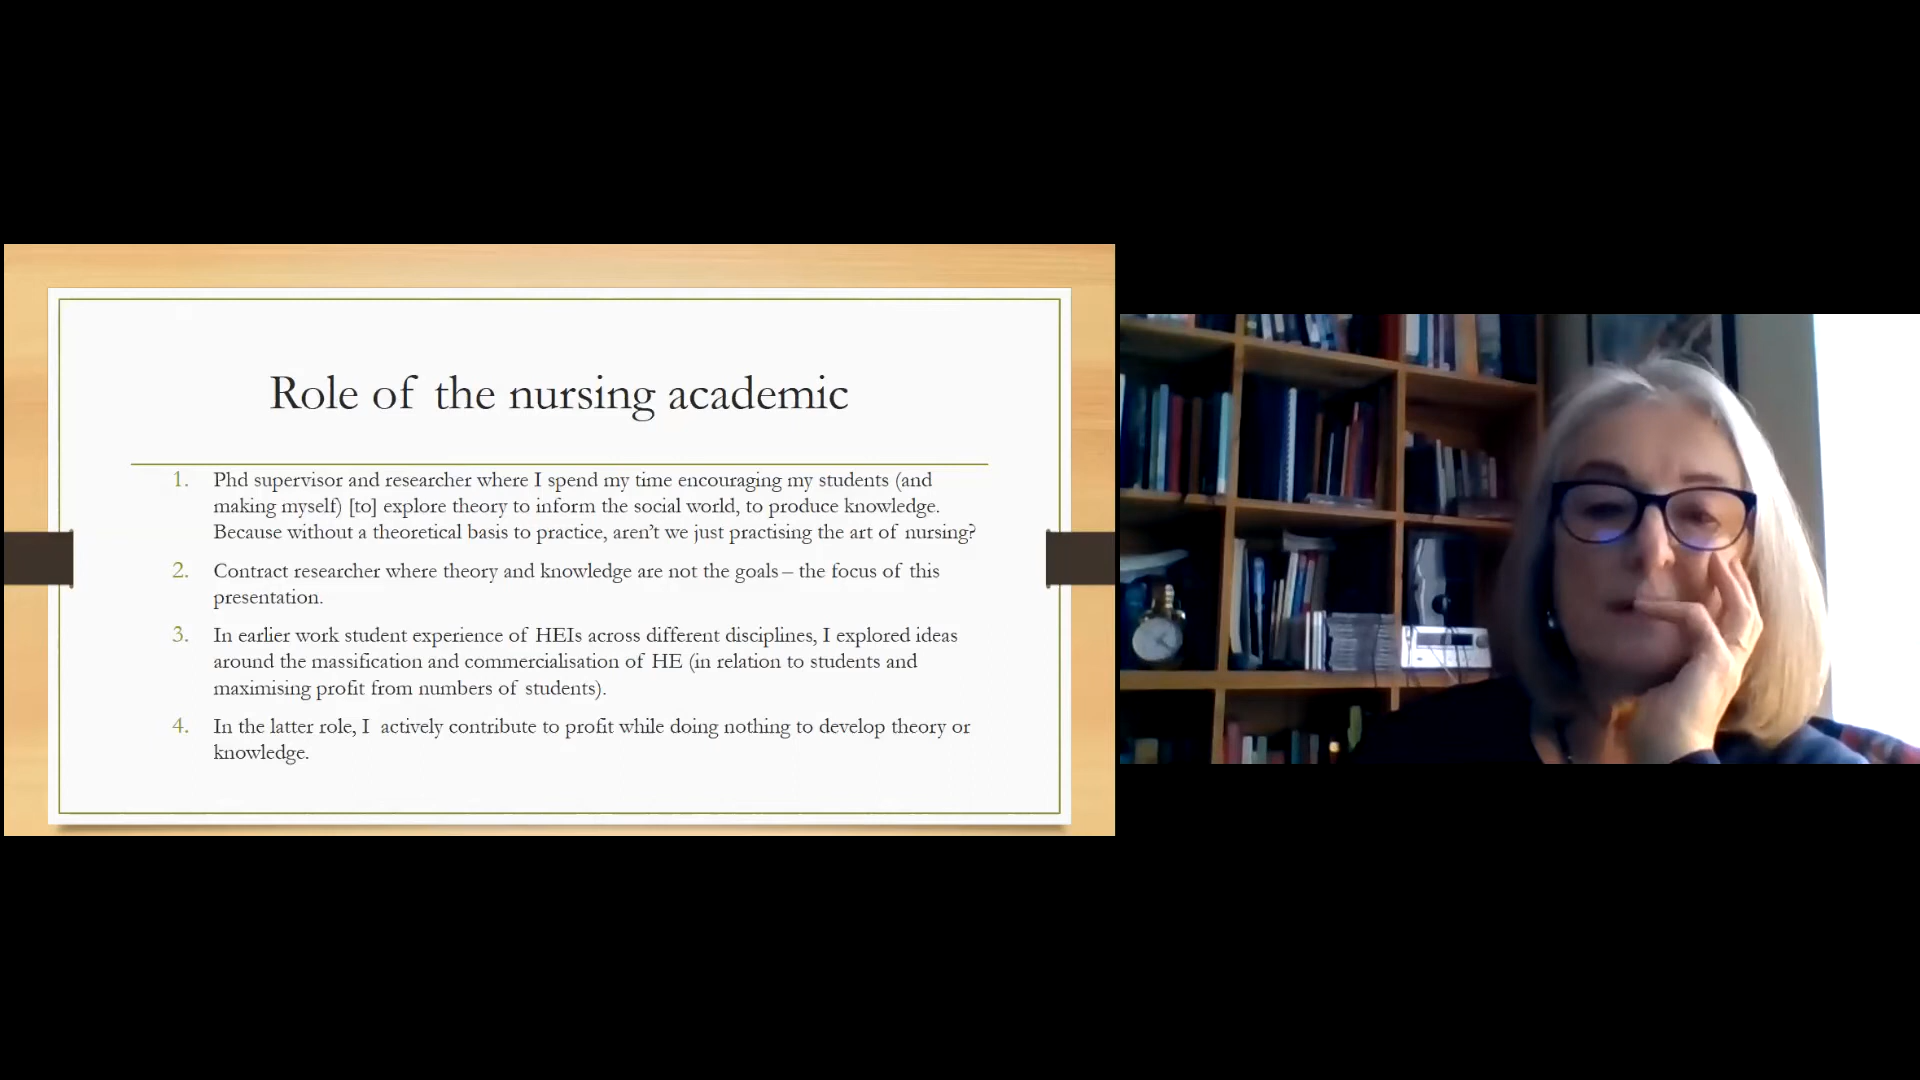 Role of the nursing academic
1. Phd supervisor and researcher where I spend my time encouraging my students (and
making myself) [to] explore theory to inform the social world, to produce knowledge.
Because without a theoretical basis to practice, aren't we just practising the art of nursing?
2. Contract researcher where theory and knowledge are not the goals – the focus of this
presentation.
3. In earlier work student experience of HEIs across different disciplines, I explored ideas
around the massification and commercialisation of HE (in relation to students and
maximising profit from numbers of students).
4. In the latter role, I actively contribute to profit while doing nothing to develop theory or
knowledge.